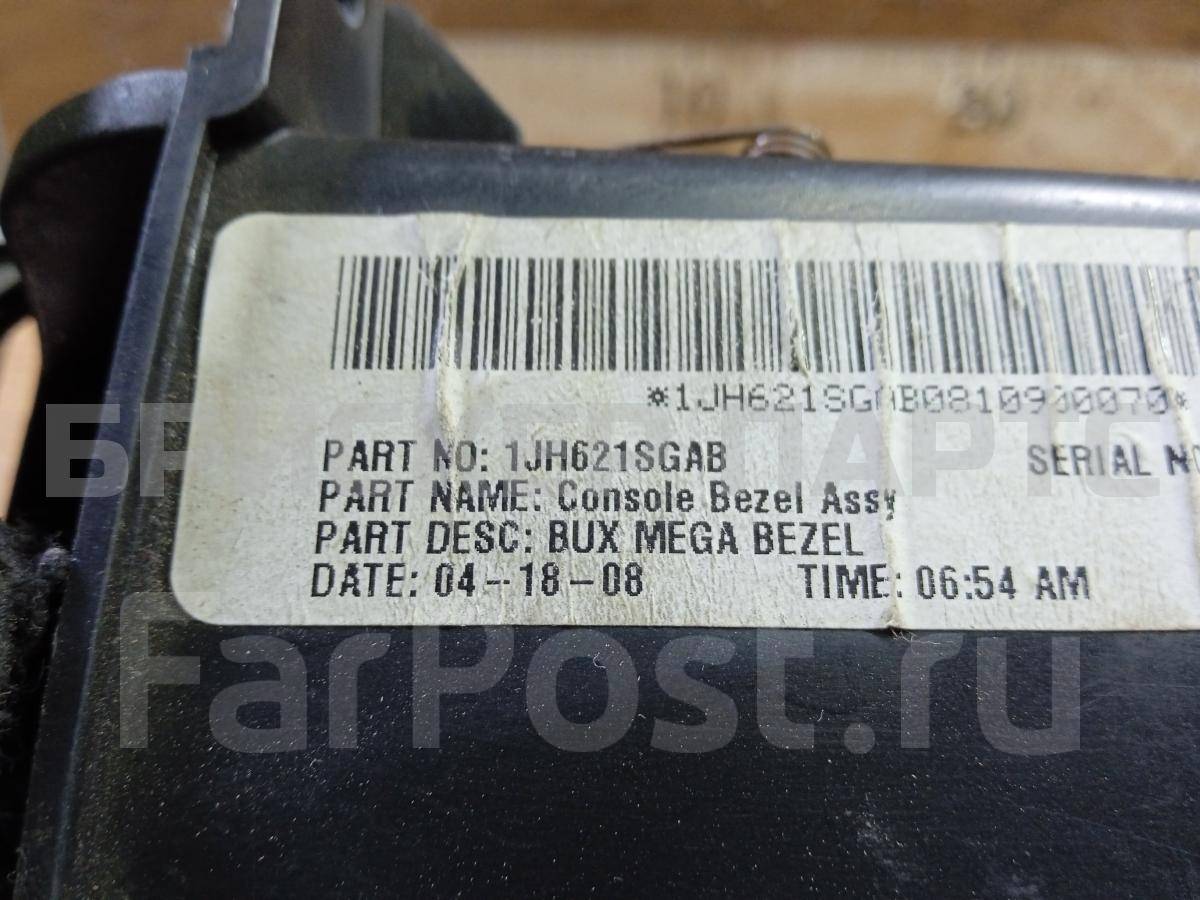 *1JH621SGAB0810900070*
PART NO: 1JH621SGAB
SERIAL NO
PART NAME: Console Bezel Assy
PART DESC: BUX MEGA BEZEL
DATE: 04-18-08
TIME: 06:54 AM
FarPost.ru